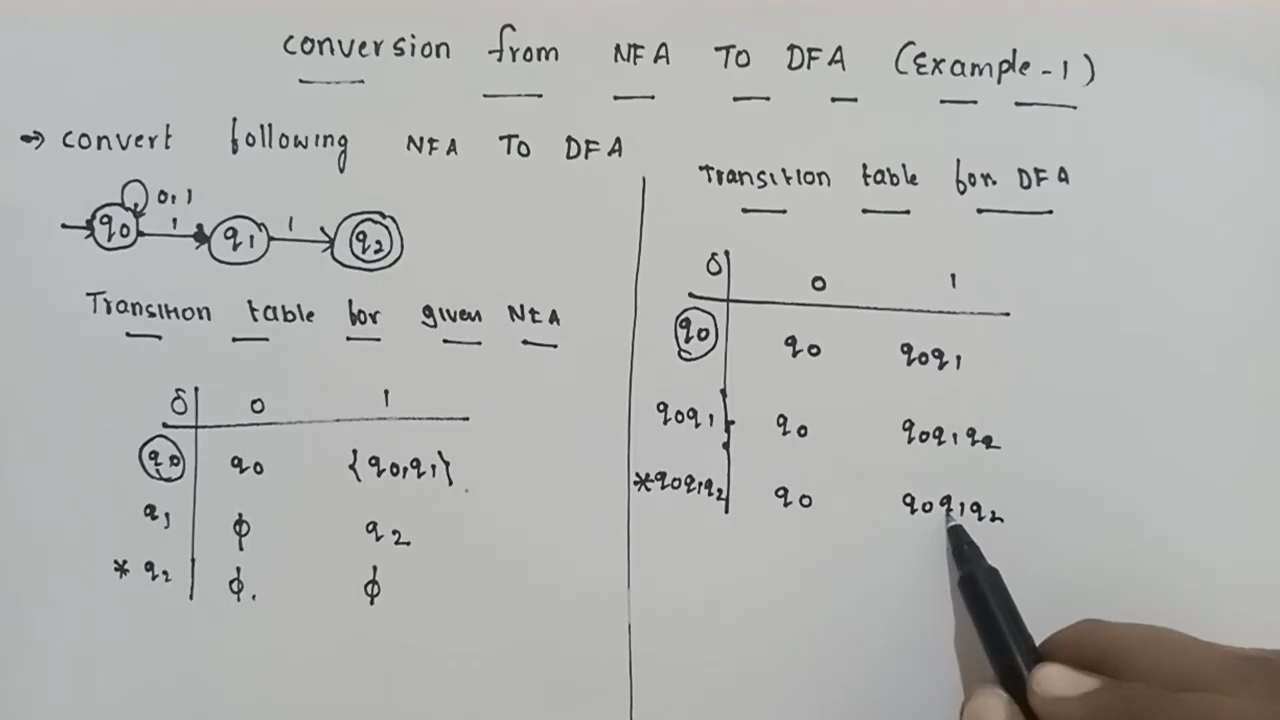 conversion from NFA TO DFA (Example-1)
→ convert following NFA TO DFA
0,1
q0 1 q1 1 q2
Transition table for given NFA
δ 0 1
q0 q0 {q0,q1}
q1 ϕ q2
* q2 ϕ. ϕ
Transition table for DFA
δ 0 1
q0 q0 q0q1
q0q1 q0 q0q1q2
*q0q1q2 q0 q0q1q2